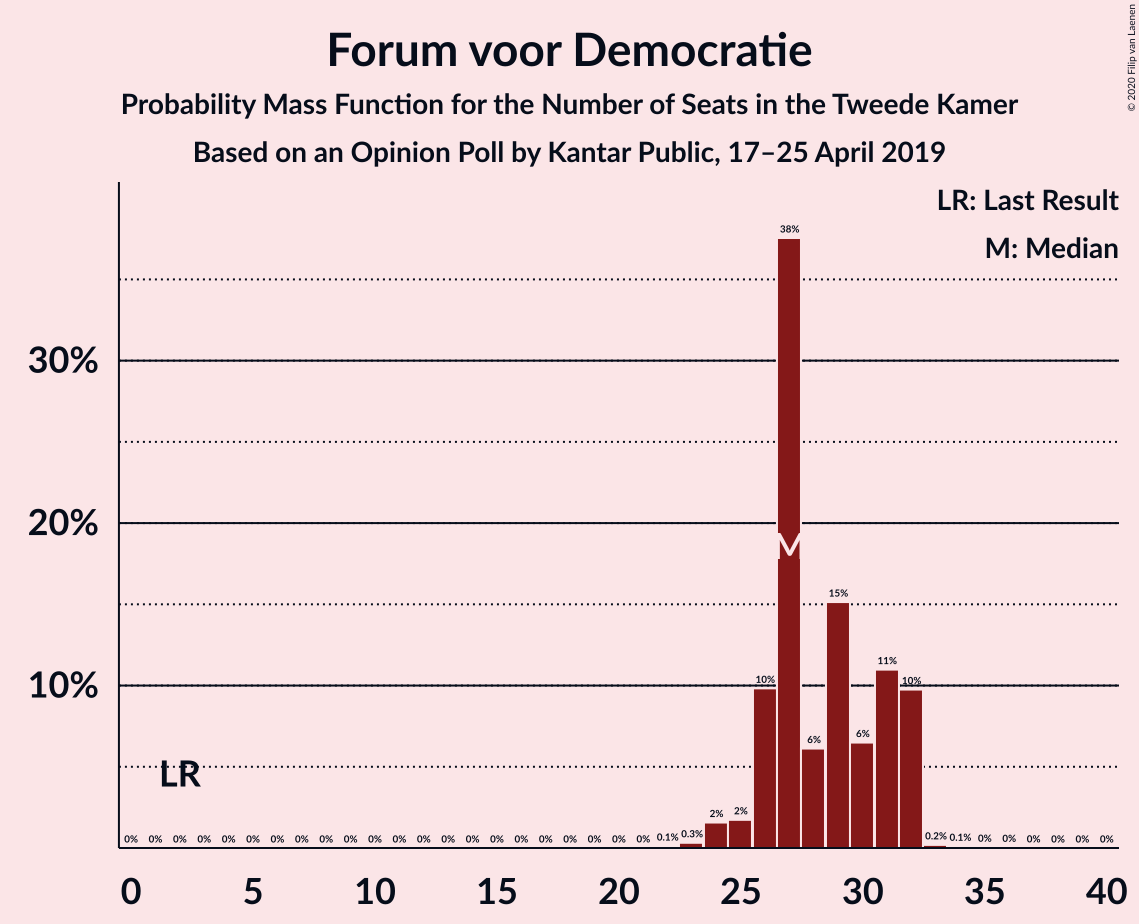 Forum voor Democratie
Probability Mass Function for the Number of Seats in the Tweede Kamer
Based on an Opinion Poll by Kantar Public, 17–25 April 2019
© 2020 Filip van Laenen
LR: Last Result
M: Median
38%
30%
20%
M
15%
11%
10% 10% 10%
6% 6%
LR
0% 0% 0% 0% 0% 0% 0% 0% 0% 0% 0% 0% 0% 0% 0% 0% 0% 0% 0% 0% 0% 0% 0.1% 0.3% 2% 2% 0.2% 0.1% 0% 0% 0% 0% 0% 0%
0 5 10 15 20 25 30 35 40